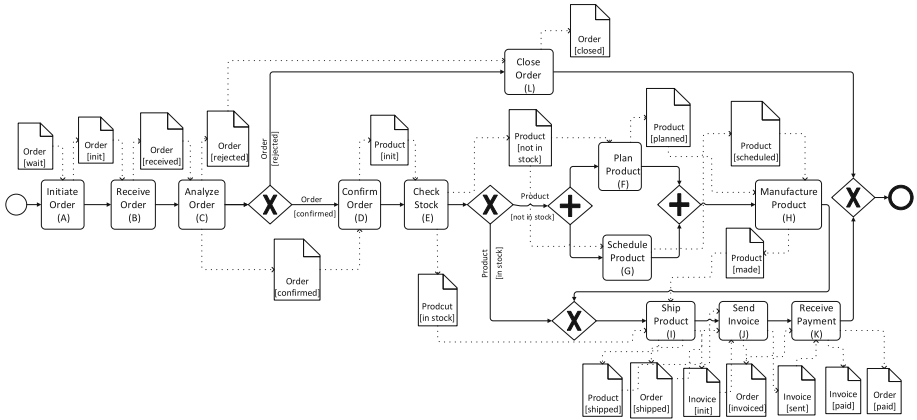 Order
[closed]
Close
Order
(L)
Order
[wait]
Order
[init]
Order
[received]
Order
[rejected]
Order
[rejected]
Product
[init]
Product
[not in
stock]
Product
[planned]
Product
[scheduled]
Initiate
Order
(A)
Receive
Order
(B)
Analyze
Order
(C)
X
Order
[confirmed]
Confirm
Order
(D)
Check
Stock
(E)
X
Product
[not in stock]
Plan
Product
(F)
Manufacture
Product
(H)
X
Schedule
Product
(G)
Product
[made]
Order
[confirmed]
Product
[in stock]
Prodcut
[in stock]
X
Ship
Product
(I)
Send
Invoice
(J)
Receive
Payment
(K)
Product
[shipped]
Order
[shipped]
Invoice
[init]
Order
[invoiced]
Invoice
[sent]
Invoice
[paid]
Order
[paid]